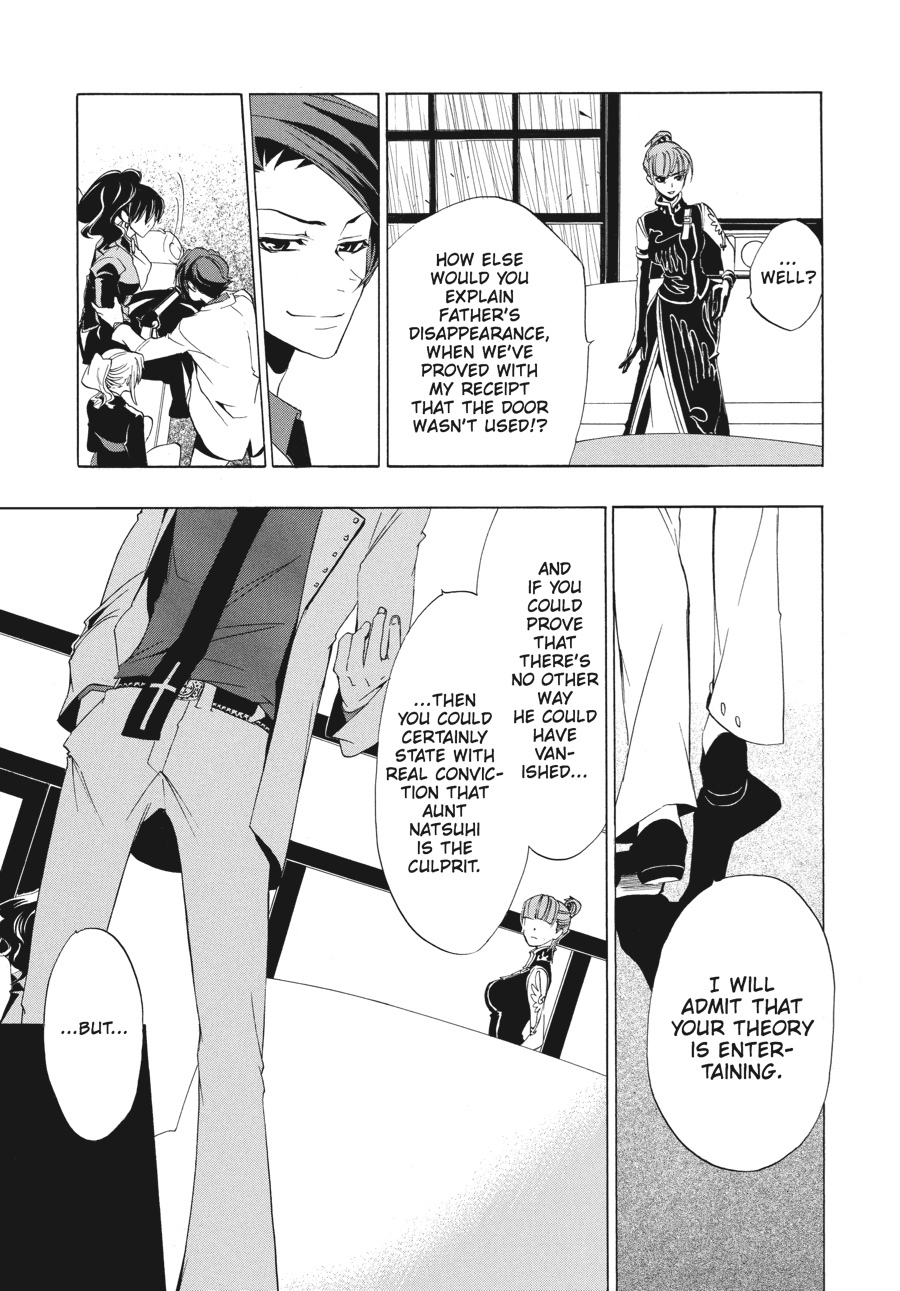 ...
WELL?
HOW ELSE
WOULD YOU
EXPLAIN
FATHER'S
DISAPPEARANCE,
WHEN WE'VE
PROVED WITH
MY RECEIPT
THAT THE DOOR
WASN'T USED!?
I WILL
ADMIT THAT
YOUR THEORY
IS ENTER-
TAINING.
AND
IF YOU
COULD
PROVE
THAT
THERE'S
NO OTHER
WAY
HE COULD
HAVE
VAN-
ISHED...
...THEN
YOU COULD
CERTAINLY
STATE WITH
REAL CONVIC-
TION THAT
AUNT
NATSUHI
IS THE
CULPRIT.
...BUT...